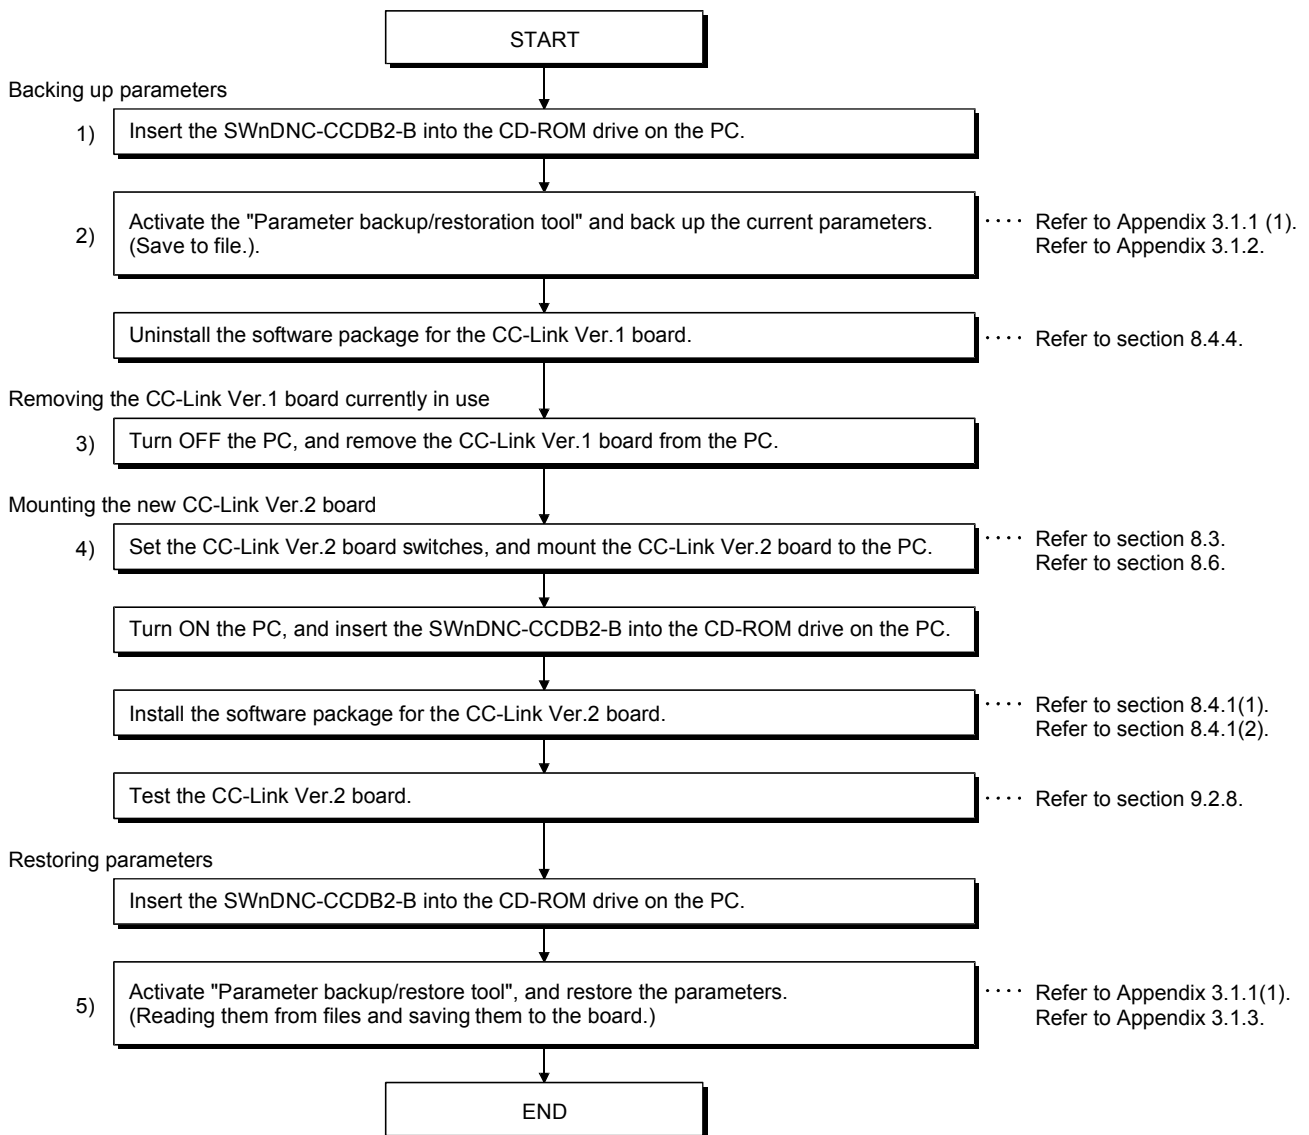 START
Backing up parameters
1) Insert the SWnDNC-CCDB2-B into the CD-ROM drive on the PC.
2) Activate the "Parameter backup/restoration tool" and back up the current parameters.
(Save to file.).
···· Refer to Appendix 3.1.1 (1).
Refer to Appendix 3.1.2.
Uninstall the software package for the CC-Link Ver.1 board.
···· Refer to section 8.4.4.
Removing the CC-Link Ver.1 board currently in use
3) Turn OFF the PC, and remove the CC-Link Ver.1 board from the PC.
Mounting the new CC-Link Ver.2 board
4) Set the CC-Link Ver.2 board switches, and mount the CC-Link Ver.2 board to the PC.
···· Refer to section 8.3.
Refer to section 8.6.
Turn ON the PC, and insert the SWnDNC-CCDB2-B into the CD-ROM drive on the PC.
Install the software package for the CC-Link Ver.2 board.
···· Refer to section 8.4.1(1).
Refer to section 8.4.1(2).
Test the CC-Link Ver.2 board.
···· Refer to section 9.2.8.
Restoring parameters
Insert the SWnDNC-CCDB2-B into the CD-ROM drive on the PC.
5) Activate "Parameter backup/restore tool", and restore the parameters.
(Reading them from files and saving them to the board.)
···· Refer to Appendix 3.1.1(1).
Refer to Appendix 3.1.3.
END